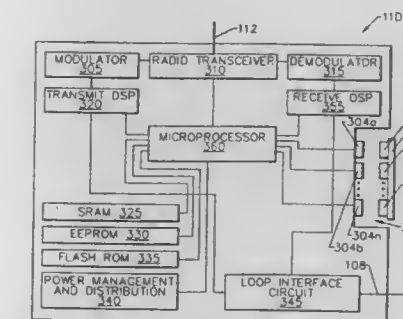 112
110
MODULATOR
305
RADIO TRANSCEIVER
310
DEMODULATOR
315
TRANSMIT DSP
320
RECEIVE DSP
355
304a
MICROPROCESSOR
360
SRAM 325
EEPROM 330
FLASH ROM 335
304n
304b
POWER MANAGEMENT
AND DISTRIBUTION
340
LOOP INTERFACE
CIRCUIT
345
108